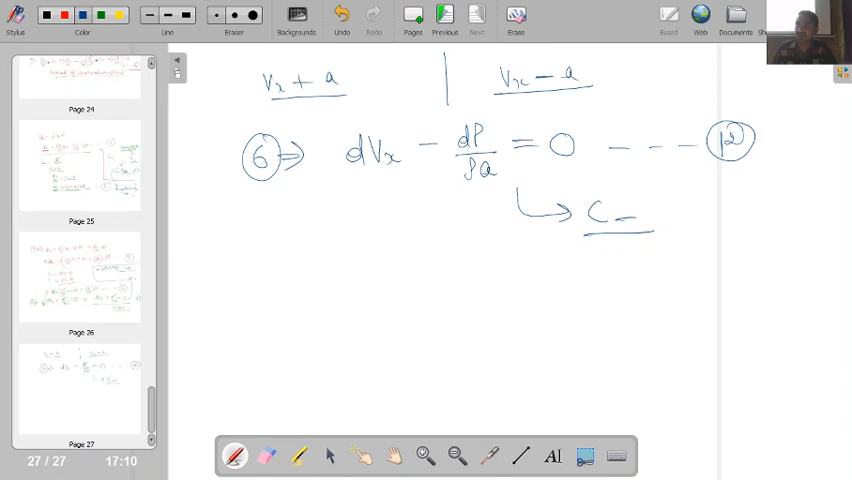 Styles
Color
Line
Eraser
Backgrounds
Undo
Redo
Pages
Previous
Next
Erase
Board
Web
Documents
Page 24
Page 25
Page 26
Page 27
27 / 27
17:10
Vx + a | Vx - a
⑥ ⇒ dVx - dP/ρa = 0 - - - ⑫
C -